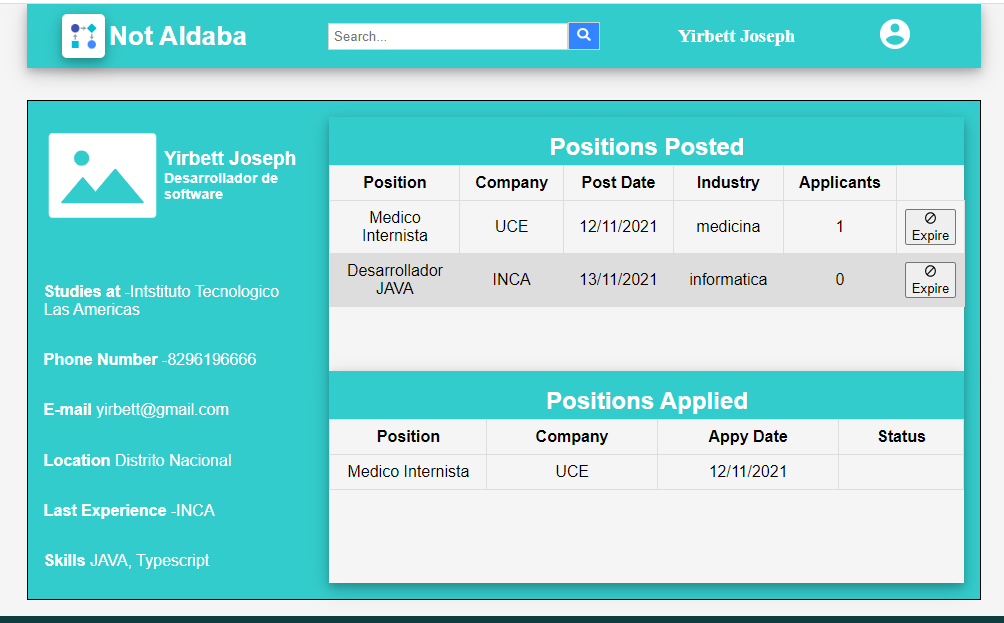 Not Aldaba
Search...
Yirbett Joseph
Yirbett Joseph
Desarrollador de
software
Studies at -Intstituto Tecnologico
Las Americas
Phone Number -8296196666
E-mail yirbett@gmail.com
Location Distrito Nacional
Last Experience -INCA
Skills JAVA, Typescript
Positions Posted
Position Company Post Date Industry Applicants
Medico
Internista UCE 12/11/2021 medicina 1 Expire
Desarrollador
JAVA INCA 13/11/2021 informatica 0 Expire
Positions Applied
Position Company Appy Date Status
Medico Internista UCE 12/11/2021